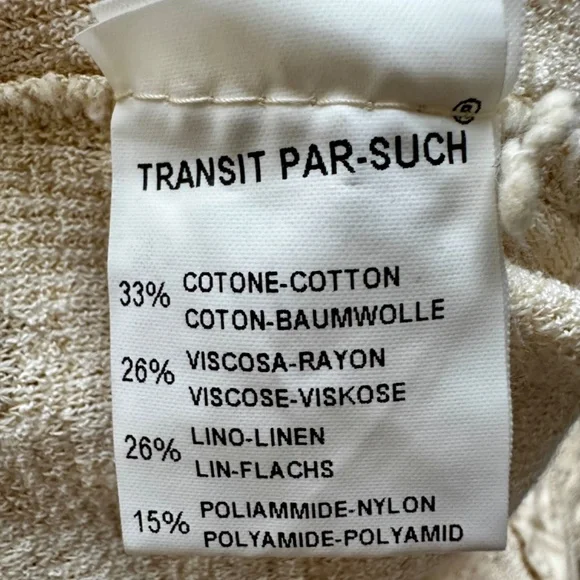 TRANSIT PAR-SUCH®
33% COTONE-COTTON
COTON-BAUMWOLLE
26% VISCOSA-RAYON
VISCOSE-VISKOSE
26% LINO-LINEN
LIN-FLACHS
15% POLIAMMIDE-NYLON
POLYAMIDE-POLYAMID